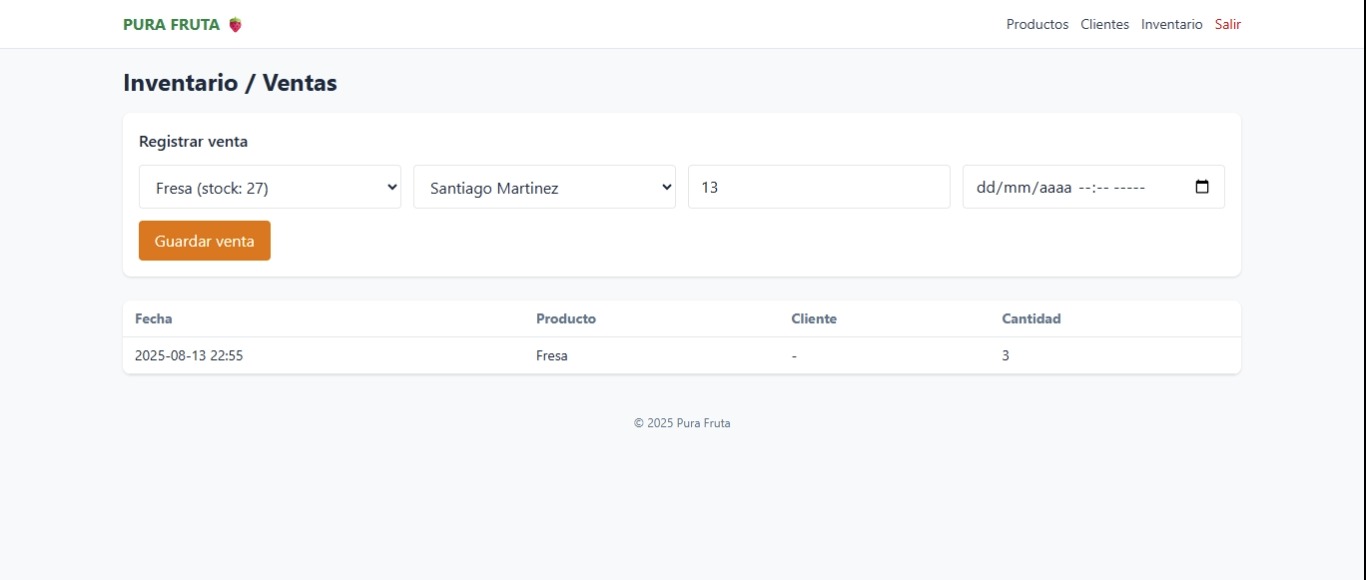 PURA FRUTA 🍓 Productos Clientes Inventario Salir
Inventario / Ventas
Registrar venta
Fresa (stock: 27) Santiago Martinez 13 dd/mm/aaaa --:-- -----
Guardar venta
Fecha Producto Cliente Cantidad
2025-08-13 22:55 Fresa - 3
© 2025 Pura Fruta